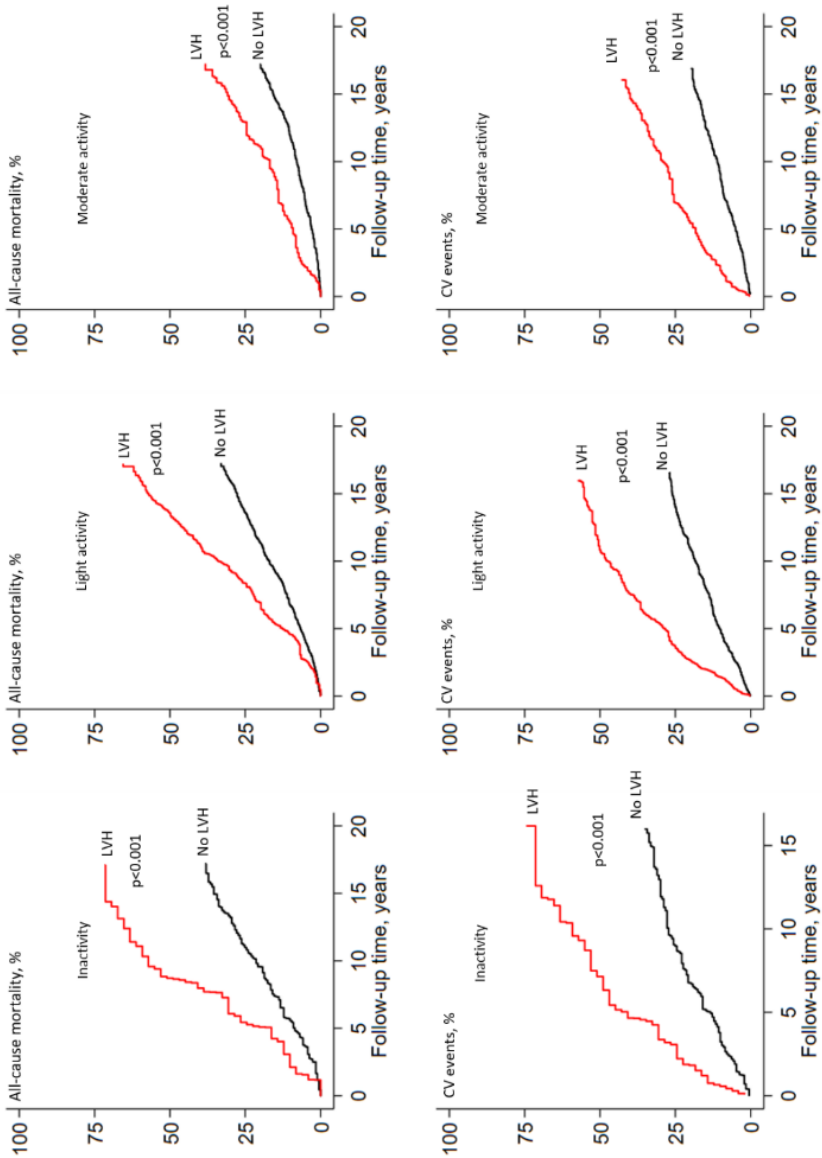 All-cause mortality, %
100
75
50
25
0
Inactivity
LVH
p<0.001
No LVH
0 5 10 15 20
Follow-up time, years
All-cause mortality, %
100
75
50
25
0
Light activity
LVH
p<0.001
No LVH
0 5 10 15 20
Follow-up time, years
All-cause mortality, %
100
75
50
25
0
Moderate activity
LVH
p<0.001
No LVH
0 5 10 15 20
Follow-up time, years
CV events, %
100
75
50
25
0
Inactivity
LVH
p<0.001
No LVH
0 5 10 15
Follow-up time, years
CV events, %
100
75
50
25
0
Light activity
LVH
p<0.001
No LVH
0 5 10 15 20
Follow-up time, years
CV events, %
100
75
50
25
0
Moderate activity
LVH
p<0.001
No LVH
0 5 10 15 20
Follow-up time, years